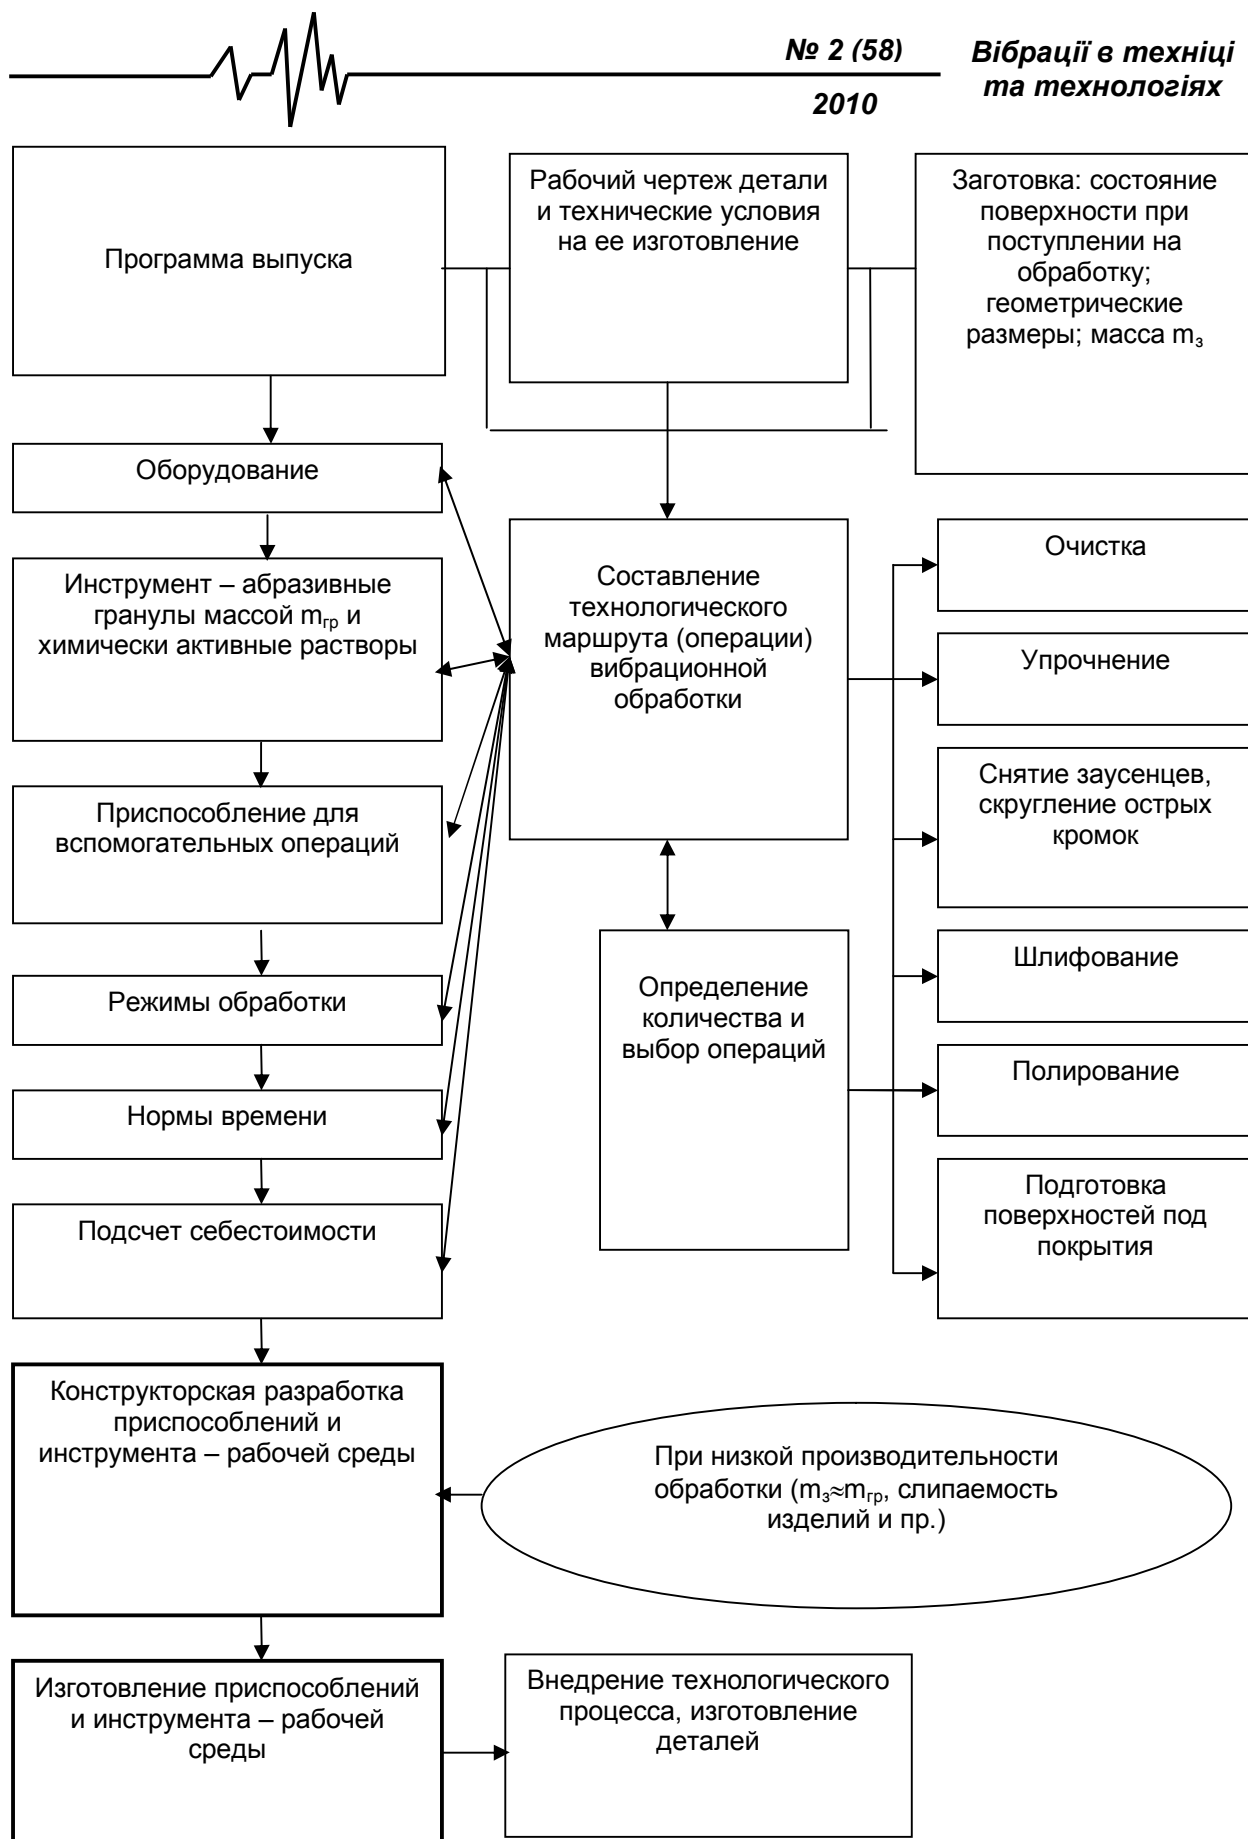 № 2 (58)
2010
Вібрації в техніці
та технологіях
Программа выпуска
Рабочий чертеж детали
и технические условия
на ее изготовление
Заготовка: состояние
поверхности при
поступлении на
обработку;
геометрические
размеры; масса mз
Оборудование
Инструмент – абразивные
гранулы массой mгр и
химически активные растворы
Приспособление для
вспомогательных операций
Режимы обработки
Нормы времени
Подсчет себестоимости
Составление
технологического
маршрута (операции)
вибрационной
обработки
Определение
количества и
выбор операций
Очистка
Упрочнение
Снятие заусенцев,
скругление острых
кромок
Шлифование
Полирование
Подготовка
поверхностей под
покрытия
Конструкторская разработка
приспособлений и
инструмента – рабочей среды
При низкой производительности
обработки (mз≈mгр, слипаемость
изделий и пр.)
Изготовление приспособлений
и инструмента – рабочей
среды
Внедрение технологического
процесса, изготовление
деталей